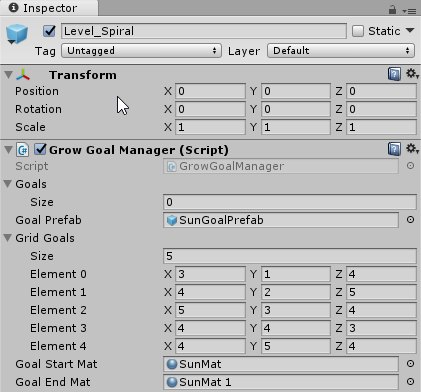 Inspector
Level_Spiral Static
Tag Untagged Layer Default
Transform
Position X 0 Y 0 Z 0
Rotation X 0 Y 0 Z 0
Scale X 1 Y 1 Z 1
Grow Goal Manager (Script)
Script GrowGoalManager
Goals
Size 0
Goal Prefab SunGoalPrefab
Grid Goals
Size 5
Element 0 X 3 Y 1 Z 4
Element 1 X 4 Y 2 Z 5
Element 2 X 5 Y 3 Z 4
Element 3 X 4 Y 4 Z 3
Element 4 X 4 Y 5 Z 4
Goal Start Mat SunMat
Goal End Mat SunMat 1